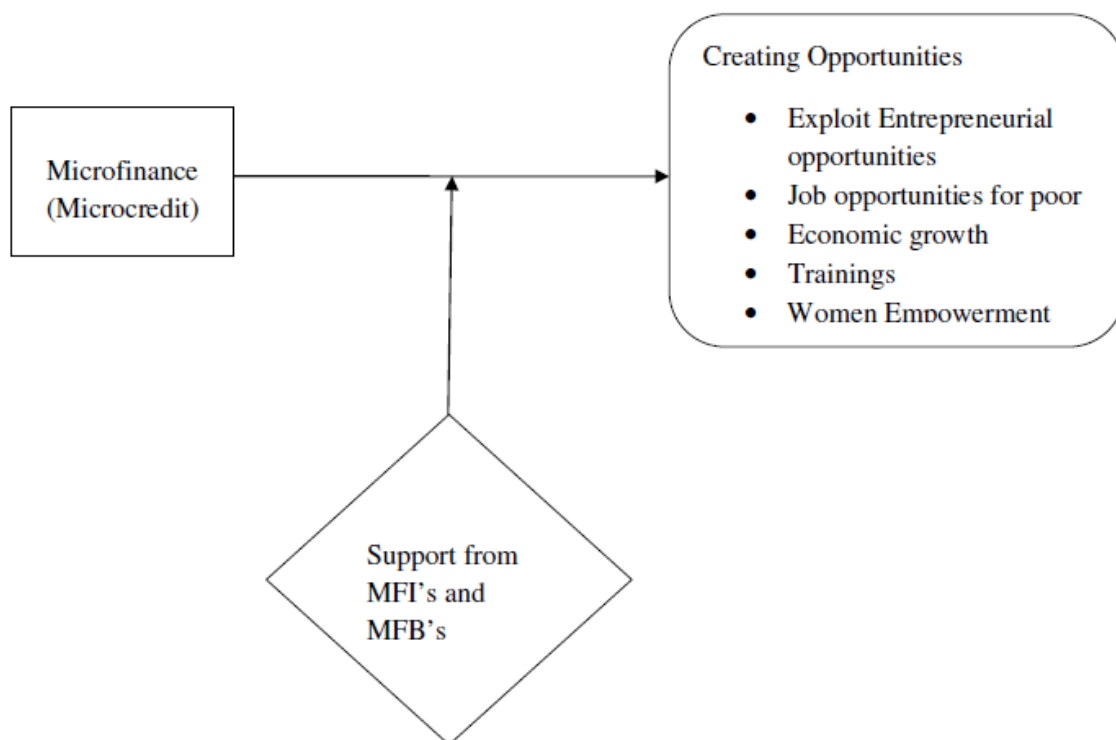 Creating Opportunities
• Exploit Entrepreneurial
opportunities
• Job opportunities for poor
• Economic growth
• Trainings
• Women Empowerment
Microfinance
(Microcredit)
Support from
MFI's and
MFB's